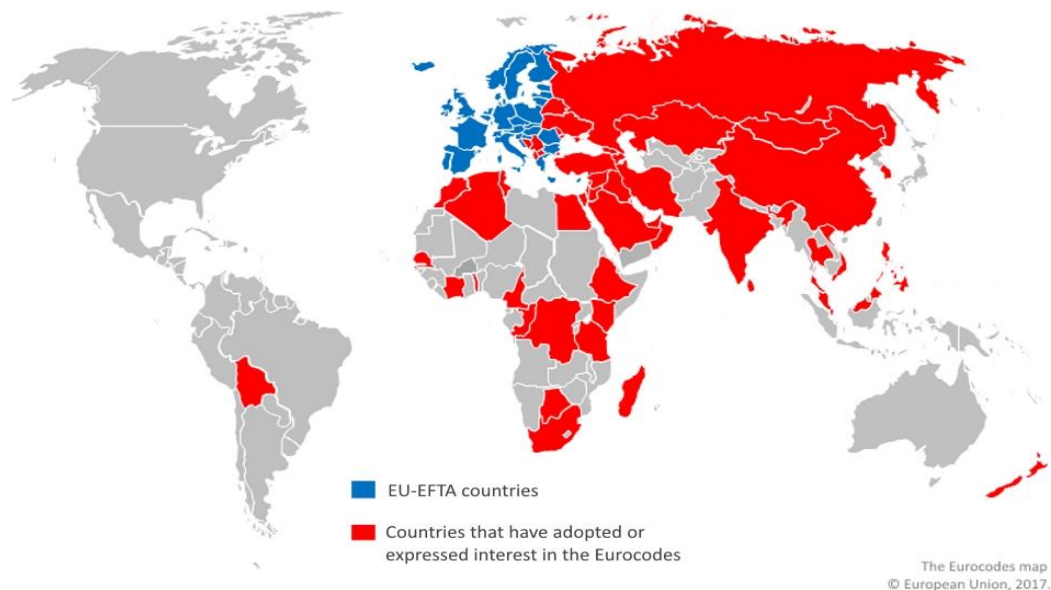 EU-EFTA countries
Countries that have adopted or
expressed interest in the Eurocodes
The Eurocodes map
© European Union, 2017.